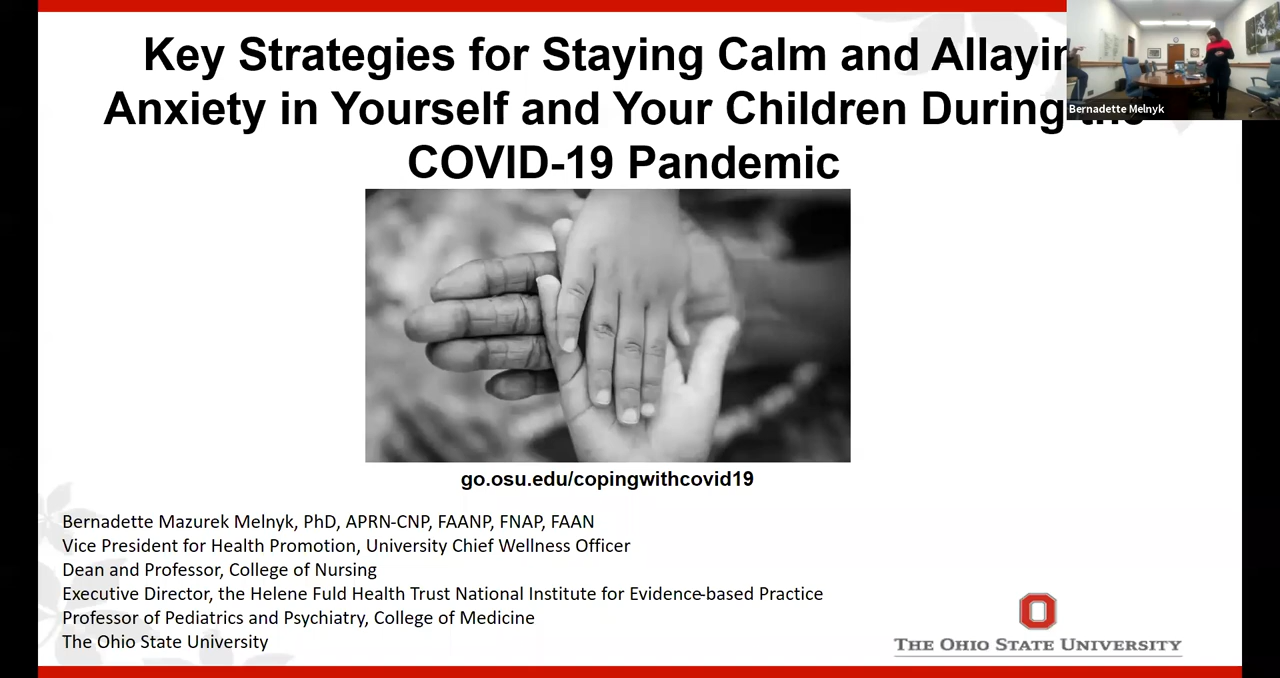 Key Strategies for Staying Calm and Allayin
Anxiety in Yourself and Your Children During the
COVID-19 Pandemic
Bernadette Melnyk
go.osu.edu/copingwithcovid19
Bernadette Mazurek Melnyk, PhD, APRN-CNP, FAANP, FNAP, FAAN
Vice President for Health Promotion, University Chief Wellness Officer
Dean and Professor, College of Nursing
Executive Director, the Helene Fuld Health Trust National Institute for Evidence-based Practice
Professor of Pediatrics and Psychiatry, College of Medicine
The Ohio State University
THE OHIO STATE UNIVERSITY